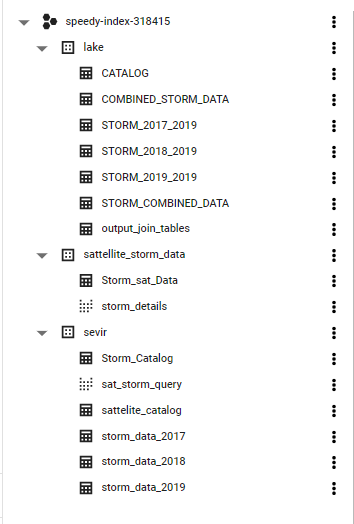 speedy-index-318415
lake
CATALOG
COMBINED_STORM_DATA
STORM_2017_2019
STORM_2018_2019
STORM_2019_2019
STORM_COMBINED_DATA
output_join_tables
sattellite_storm_data
Storm_sat_Data
storm_details
sevir
Storm_Catalog
sat_storm_query
sattelite_catalog
storm_data_2017
storm_data_2018
storm_data_2019